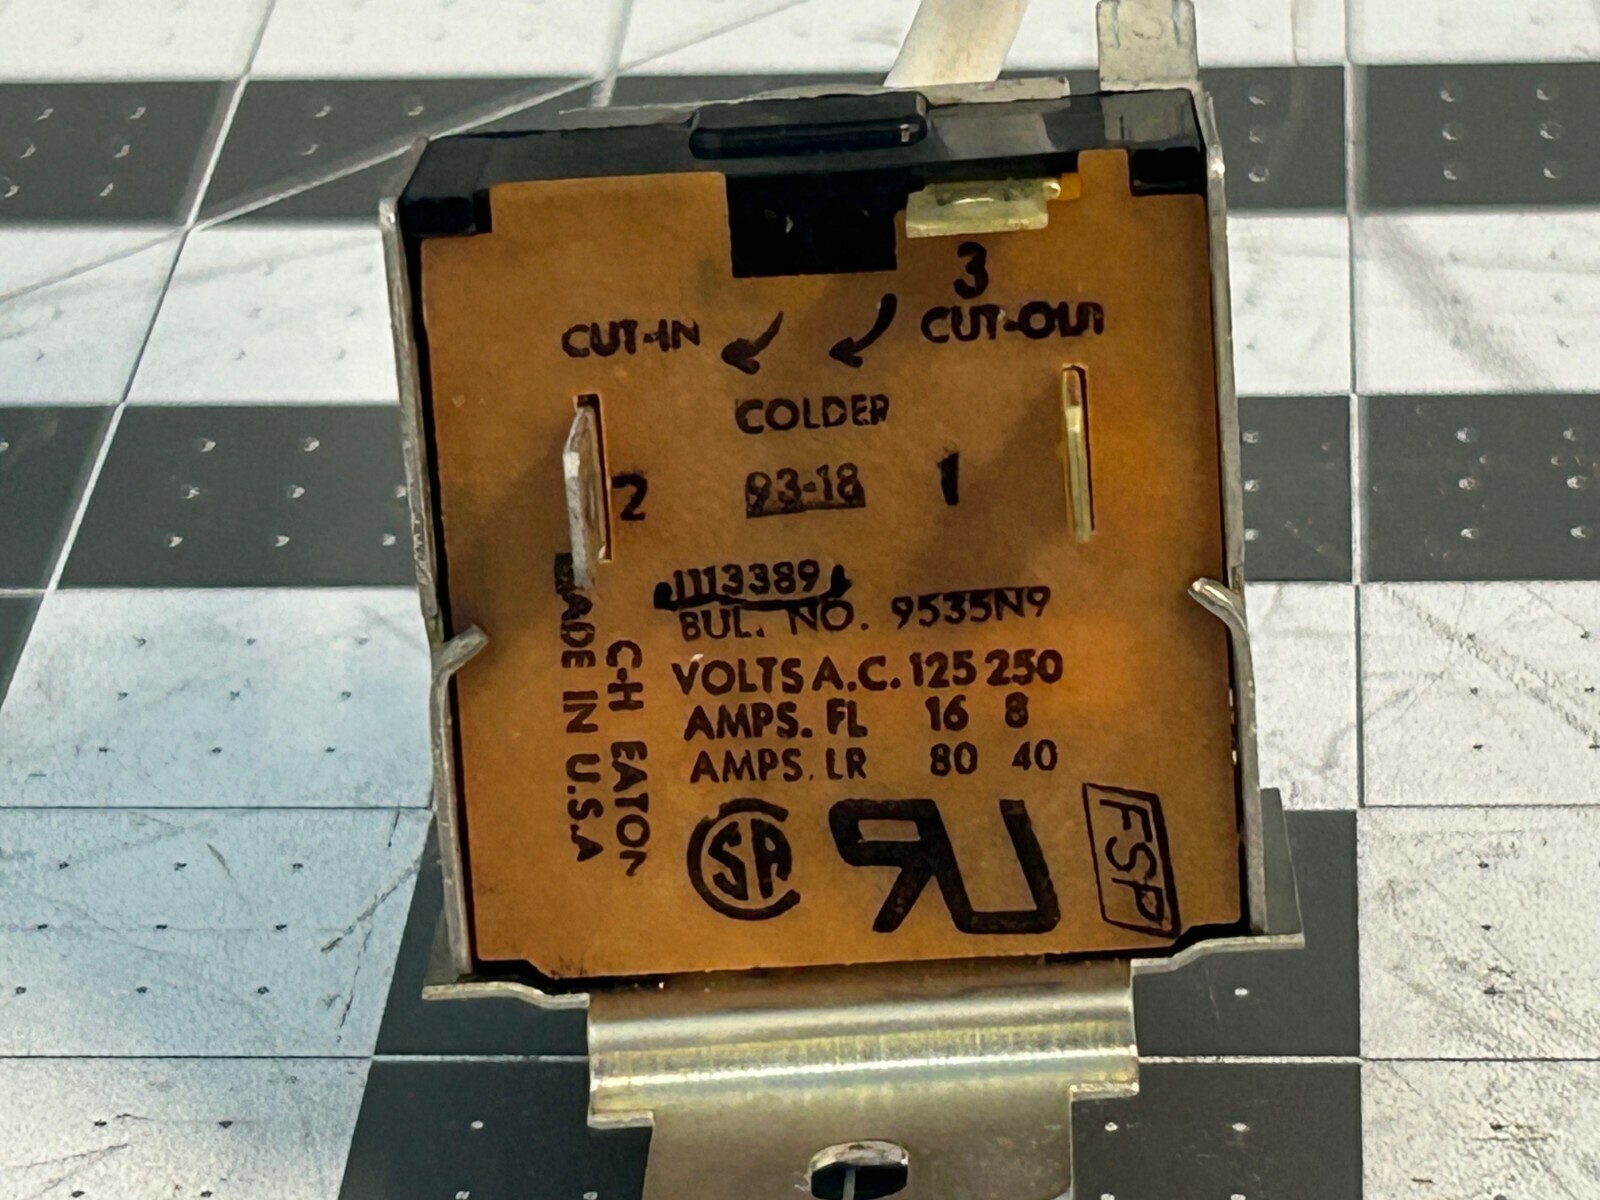 3
CUT-IN CUT-OUT
COLDER
2 93-18 1
1113389
BUL. NO. 9535N9
VOLTS A.C. 125 250
AMPS. FL 16 8
AMPS. LR 80 40
C-H EATON
MADE IN U.S.A
SA
UR
FSP